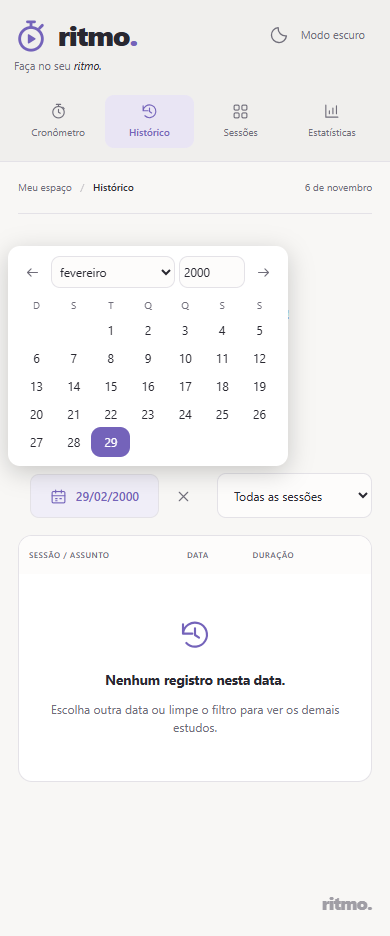 ritmo.
Modo escuro
Faça no seu ritmo.
Cronômetro
Histórico
Sessões
Estatísticas
Meu espaço / Histórico
6 de novembro
fevereiro
2000
D S T Q Q S S
1 2 3 4 5
6 7 8 9 10 11 12
13 14 15 16 17 18 19
20 21 22 23 24 25 26
27 28 29
29/02/2000
Todas as sessões
SESSÃO / ASSUNTO DATA DURAÇÃO
Nenhum registro nesta data.
Escolha outra data ou limpe o filtro para ver os demais
estudos.
ritmo.